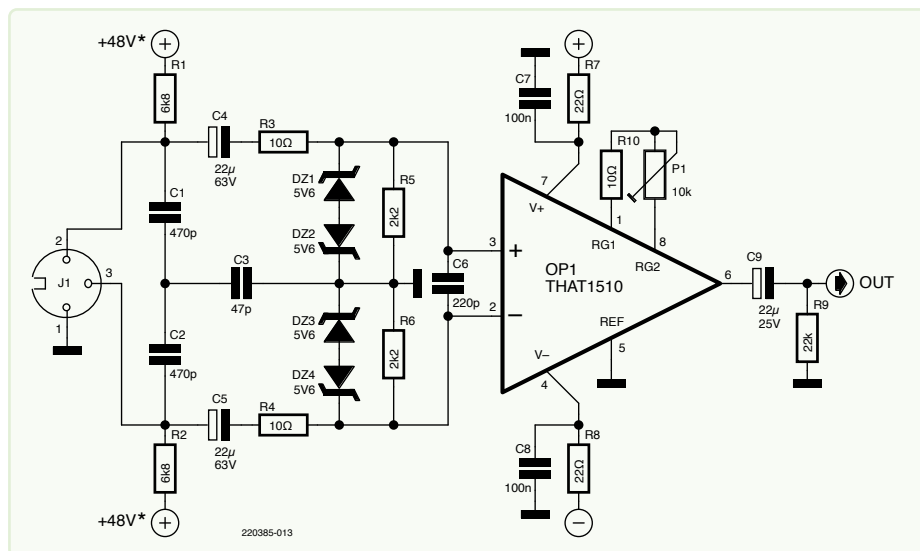 +48V*
R1
6k8
C4
22µ
63V
R3
10Ω
DZ1
5V6
DZ2
5V6
R5
2k2
C1
470p
2
J1
3
1
C3
47p
C6
220p
C2
470p
DZ3
5V6
DZ4
5V6
R6
2k2
C5
22µ
63V
R4
10Ω
R2
6k8
+48V*
220385-013
C7
100n
R7
22Ω
R10
10Ω
P1
10k
7
V+
1
RG1
8
RG2
3
+
2
−
OP1
THAT1510
6
REF
5
V–
4
C9
22µ
25V
OUT
R9
22k
C8
100n
R8
22Ω